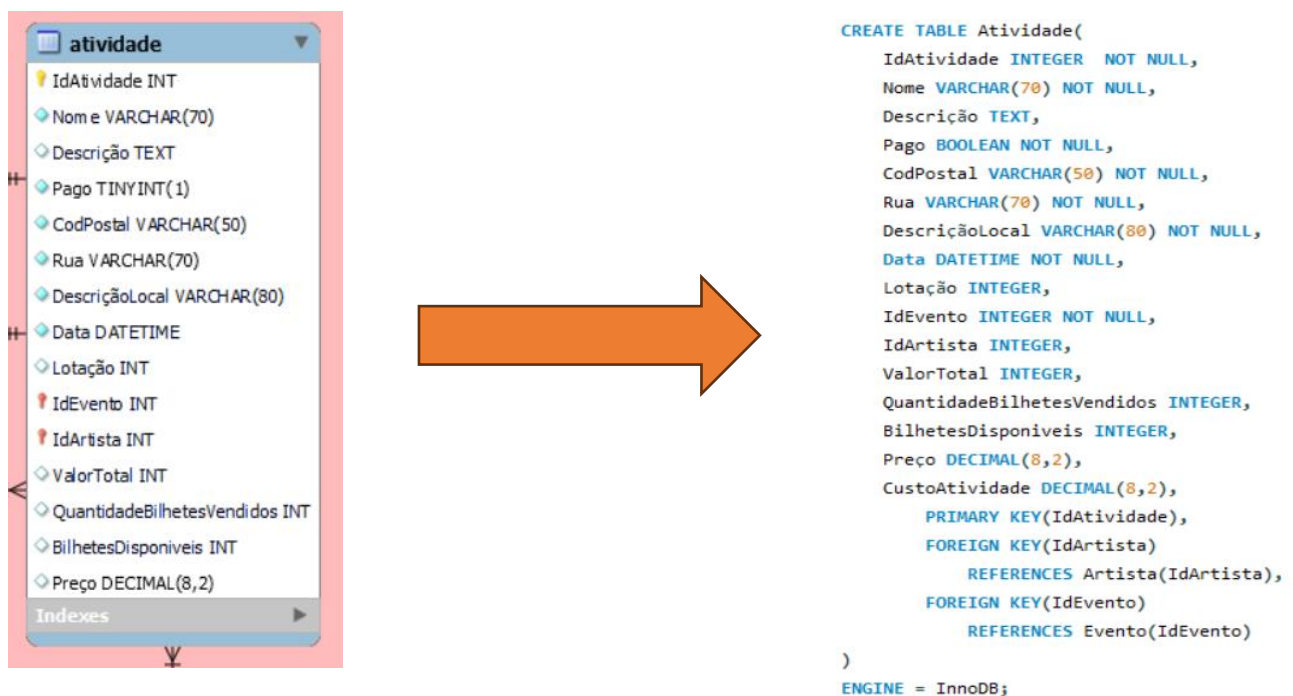 atividade
IdAtividade INT
Nome VARCHAR(70)
Descrição TEXT
Pago TINYINT(1)
CodPostal VARCHAR(50)
Rua VARCHAR(70)
DescriçãoLocal VARCHAR(80)
Data DATETIME
Lotação INT
IdEvento INT
IdArtista INT
ValorTotal INT
QuantidadeBilhetesVendidos INT
BilhetesDisponiveis INT
Preço DECIMAL(8,2)
Indexes
CREATE TABLE Atividade(
IdAtividade INTEGER NOT NULL,
Nome VARCHAR(70) NOT NULL,
Descrição TEXT,
Pago BOOLEAN NOT NULL,
CodPostal VARCHAR(50) NOT NULL,
Rua VARCHAR(70) NOT NULL,
DescriçãoLocal VARCHAR(80) NOT NULL,
Data DATETIME NOT NULL,
Lotação INTEGER,
IdEvento INTEGER NOT NULL,
IdArtista INTEGER,
ValorTotal INTEGER,
QuantidadeBilhetesVendidos INTEGER,
BilhetesDisponiveis INTEGER,
Preço DECIMAL(8,2),
CustoAtividade DECIMAL(8,2),
PRIMARY KEY(IdAtividade),
FOREIGN KEY(IdArtista)
REFERENCES Artista(IdArtista),
FOREIGN KEY(IdEvento)
REFERENCES Evento(IdEvento)
)
ENGINE = InnoDB;